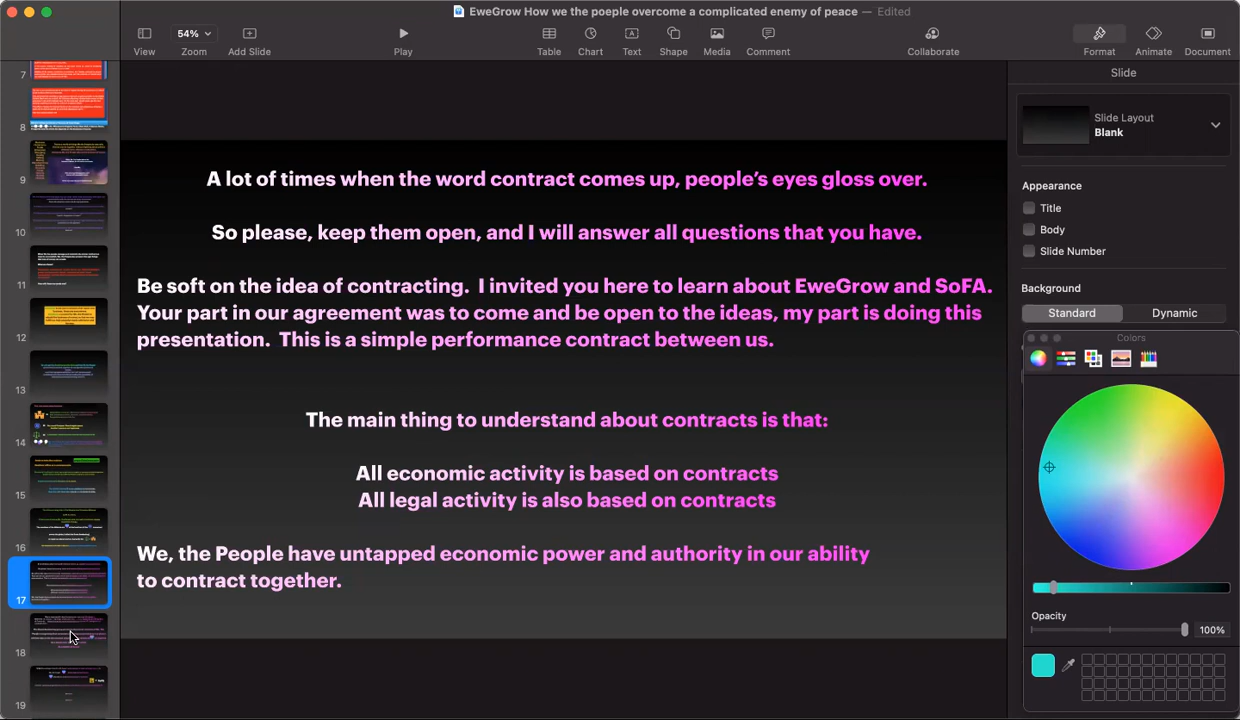 EweGrow How we the poeple overcome a complicated enemy of peace — Edited
54%
View
Zoom
Add Slide
Play
Table
Chart
Text
Shape
Media
Comment
Collaborate
Format
Animate
Document
Slide
Slide Layout
Blank
Appearance
Title
Body
Slide Number
Background
Standard
Dynamic
Colors
Opacity
100%
7
8
9
10
11
12
13
14
15
16
17
18
19
A lot of times when the word contract comes up, people’s eyes gloss over.
So please, keep them open, and I will answer all questions that you have.
Be soft on the idea of contracting. I invited you here to learn about EweGrow and SoFA.
Your part in our agreement was to come and be open to the ideas, my part is doing this
presentation. This is a simple performance contract between us.
The main thing to understand about contracts is that:
All economic activity is based on contracts
All legal activity is also based on contracts
We, the People have untapped economic power and authority in our ability
to contract together.